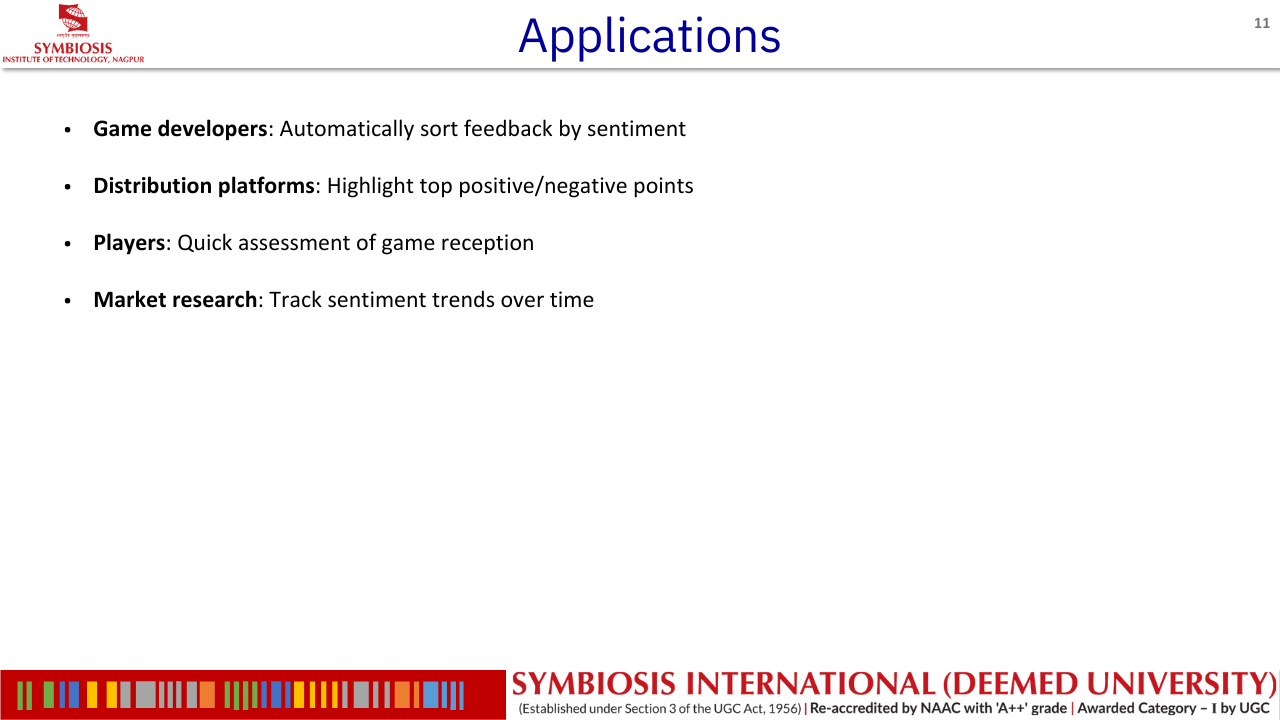 SYMBIOSIS
INSTITUTE OF TECHNOLOGY, NAGPUR
Applications
11
• Game developers: Automatically sort feedback by sentiment
• Distribution platforms: Highlight top positive/negative points
• Players: Quick assessment of game reception
• Market research: Track sentiment trends over time
SYMBIOSIS INTERNATIONAL (DEEMED UNIVERSITY)
(Established under Section 3 of the UGC Act, 1956) | Re-accredited by NAAC with 'A++' grade | Awarded Category – I by UGC